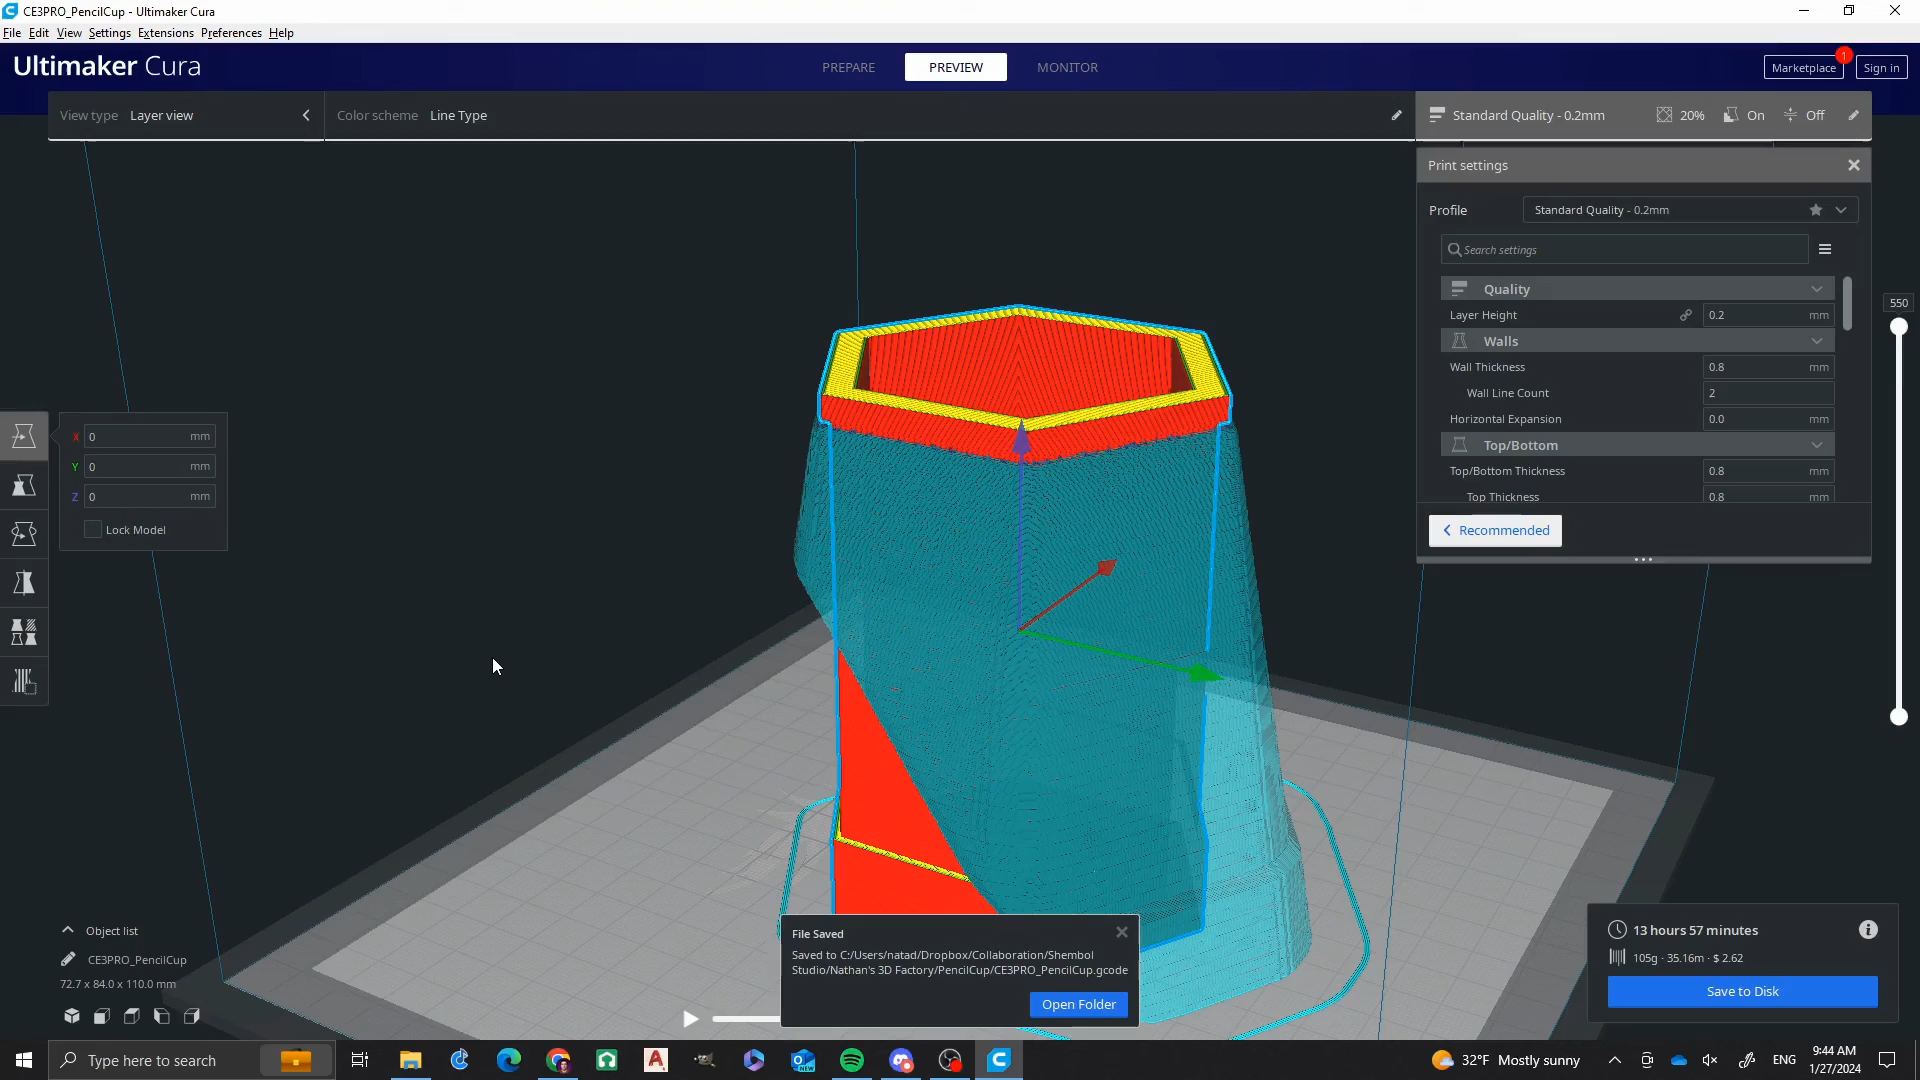 CE3PRO_PencilCup - Ultimaker Cura
File Edit View Settings Extensions Preferences Help
Ultimaker Cura
PREPARE
PREVIEW
MONITOR
Marketplace
1
Sign in
View type Layer view
Color scheme Line Type
Standard Quality - 0.2mm
20%
On
Off
Print settings
Profile
Standard Quality - 0.2mm
Search settings
Quality
Layer Height 0.2 mm
Walls
Wall Thickness 0.8 mm
Wall Line Count 2
Horizontal Expansion 0.0 mm
Top/Bottom
Top/Bottom Thickness 0.8 mm
Top Thickness 0.8 mm
Recommended
550
X 0 mm
Y 0 mm
Z 0 mm
Lock Model
Object list
CE3PRO_PencilCup
72.7 x 84.0 x 110.0 mm
File Saved
Saved to C:/Users/natad/Dropbox/Collaboration/Shembol
Studio/Nathan's 3D Factory/PencilCup/CE3PRO_PencilCup.gcode
Open Folder
13 hours 57 minutes
105g · 35.16m · $ 2.62
Save to Disk
Type here to search
32°F Mostly sunny
ENG
9:44 AM
1/27/2024